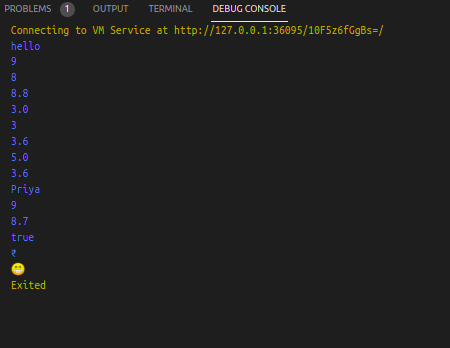 PROBLEMS 1 OUTPUT TERMINAL DEBUG CONSOLE
Connecting to VM Service at http://127.0.0.1:36095/10F5z6fGgBs=/
hello
9
8
8.8
3.0
3
3.6
5.0
3.6
Priya
9
8.7
true
₹
😁
Exited